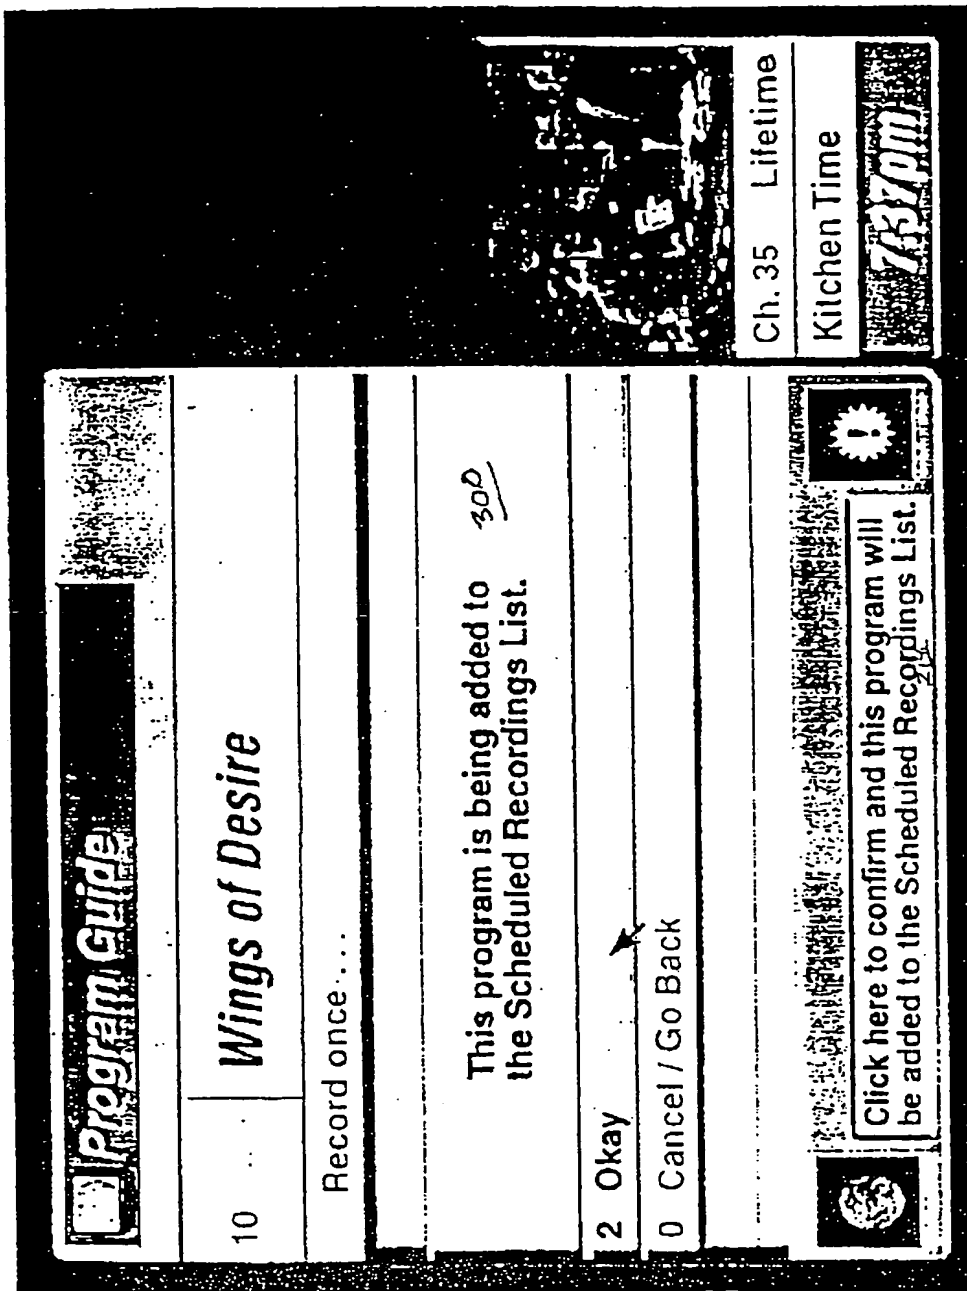 Program Guide
10 Wings of Desire
Record once...
This program is being added to
the Scheduled Recordings List.
300
2 Okay
0 Cancel / Go Back
Click here to confirm and this program will
be added to the Scheduled Recordings List.
Ch. 35 Lifetime
Kitchen Time
7:37pm